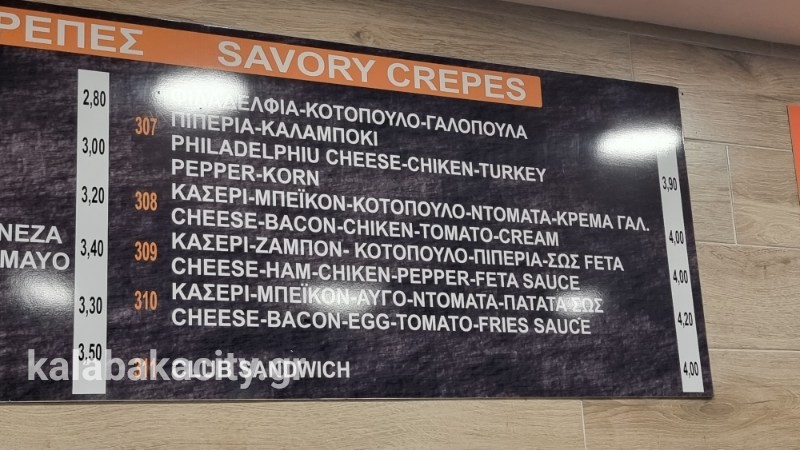 ΡΕΠΕΣ SAVORY CREPES
2,80
3,00
3,20
3,40
3,30
3,50
ΝΕΖΑ
ΜΑΥΟ
307
ΦΙΛΑΔΕΛΦΙΑ-ΚΟΤΟΠΟΥΛΟ-ΓΑΛΟΠΟΥΛΑ
ΠΙΠΕΡΙΑ-ΚΑΛΑΜΠΟΚΙ
PHILADELPHIU CHEESE-CHIKEN-TURKEY
PEPPER-KORN
3,90
308 ΚΑΣΕΡΙ-ΜΠΕΪΚΟΝ-ΚΟΤΟΠΟΥΛΟ-ΝΤΟΜΑΤΑ-ΚΡΕΜΑ ΓΑΛ.
CHEESE-BACON-CHIKEN-TOMATO-CREAM
4,00
309 ΚΑΣΕΡΙ-ΖΑΜΠΟΝ- ΚΟΤΟΠΟΥΛΟ-ΠΙΠΕΡΙΑ-ΣΩΣ FETA
CHEESE-HAM-CHIKEN-PEPPER-FETA SAUCE
4,00
310 ΚΑΣΕΡΙ-ΜΠΕΪΚΟΝ-ΑΥΓΟ-ΝΤΟΜΑΤΑ-ΠΑΤΑΤΑ-ΣΩΣ
CHEESE-BACON-EGG-TOMATO-FRIES SAUCE
4,20
311 CLUB SANDWICH
4,00
kalabakacity.gr